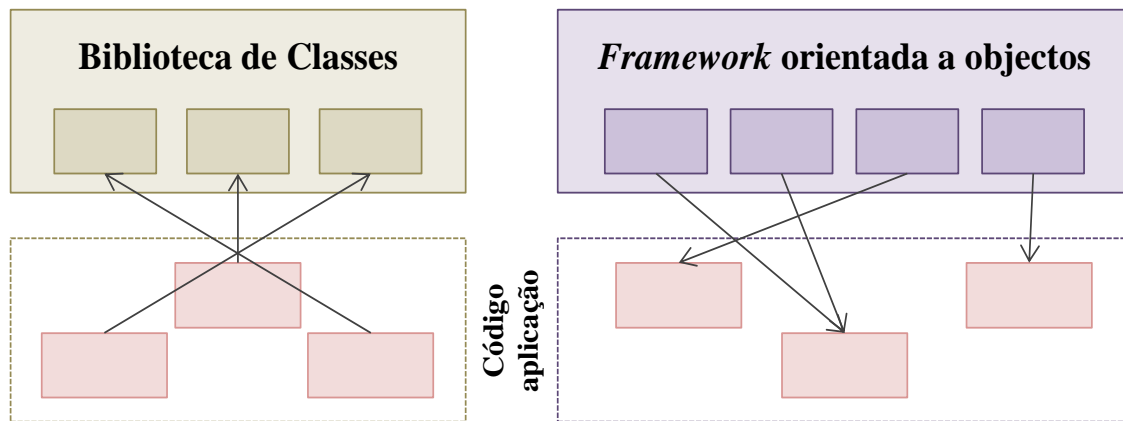 Biblioteca de Classes
Framework orientada a objectos
Código
aplicação